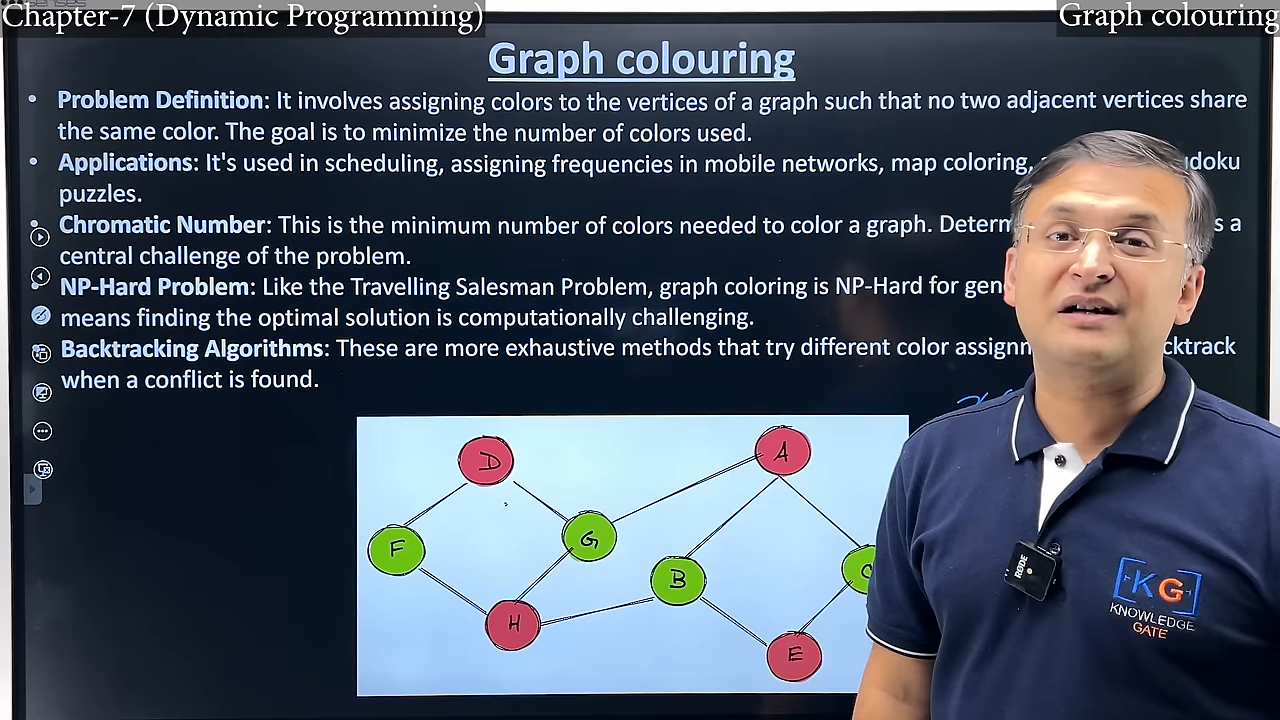 Chapter-7 (Dynamic Programming)
Graph colouring
Graph colouring
• Problem Definition: It involves assigning colors to the vertices of a graph such that no two adjacent vertices share
the same color. The goal is to minimize the number of colors used.
• Applications: It's used in scheduling, assigning frequencies in mobile networks, map coloring,
puzzles.
• Chromatic Number: This is the minimum number of colors needed to color a graph. s a
central challenge of the problem.
• NP-Hard Problem: Like the Travelling Salesman Problem, graph coloring is NP-Hard for
means finding the optimal solution is computationally challenging.
Backtracking Algorithms: These are more exhaustive methods that try different color
when a conflict is found.
D
A
F
G
B
C
H
E
RODE
KG
KNOWLEDGE
GATE